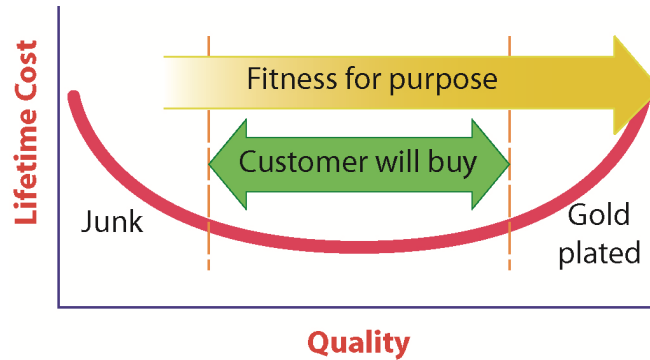 Lifetime Cost
Fitness for purpose
Customer will buy
Junk
Gold
plated
Quality